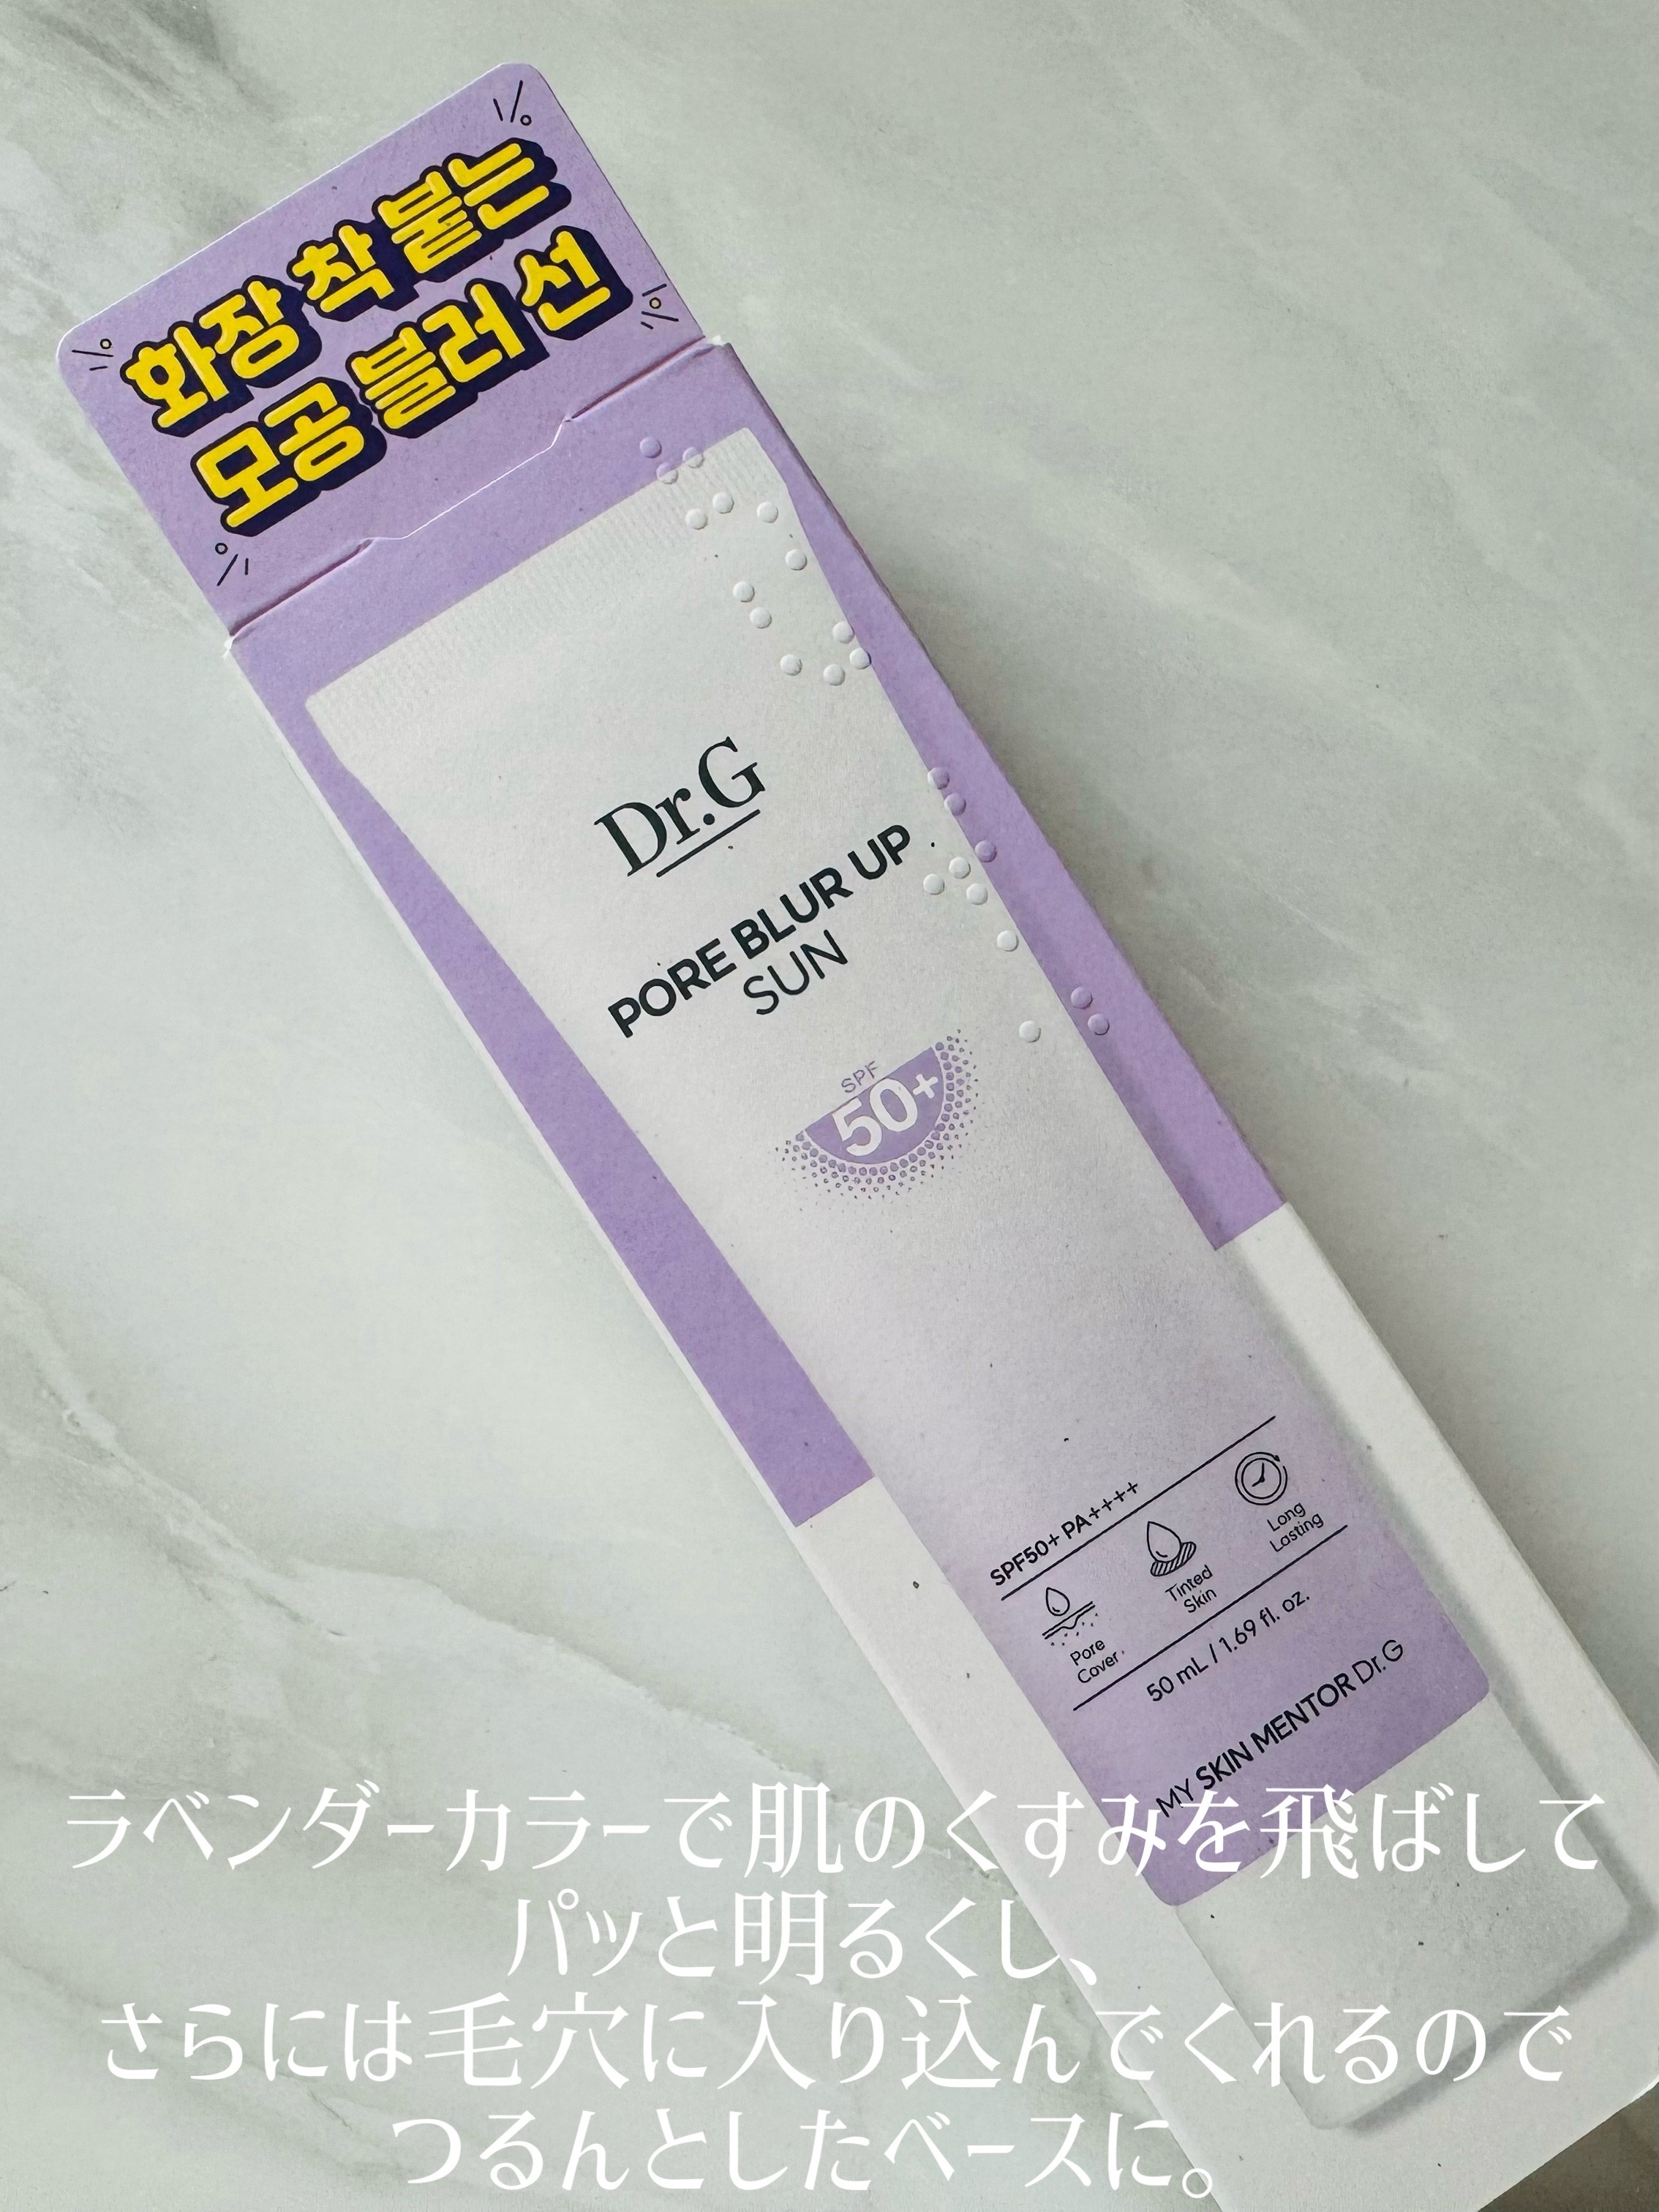 화장 착 붙는
모공 블러 선
Dr.G
PORE BLUR UP
SUN
SPF
50+
SPF50+ PA++++
Pore
Cover
Tinted
Skin
Long
Lasting
50 mL / 1.69 fl. oz.
MY SKIN MENTOR Dr.G
ラベンダーカラーで肌のくすみを飛ばして
パッと明るくし、
さらには毛穴に入り込んでくれるので
つるんとしたベースに。